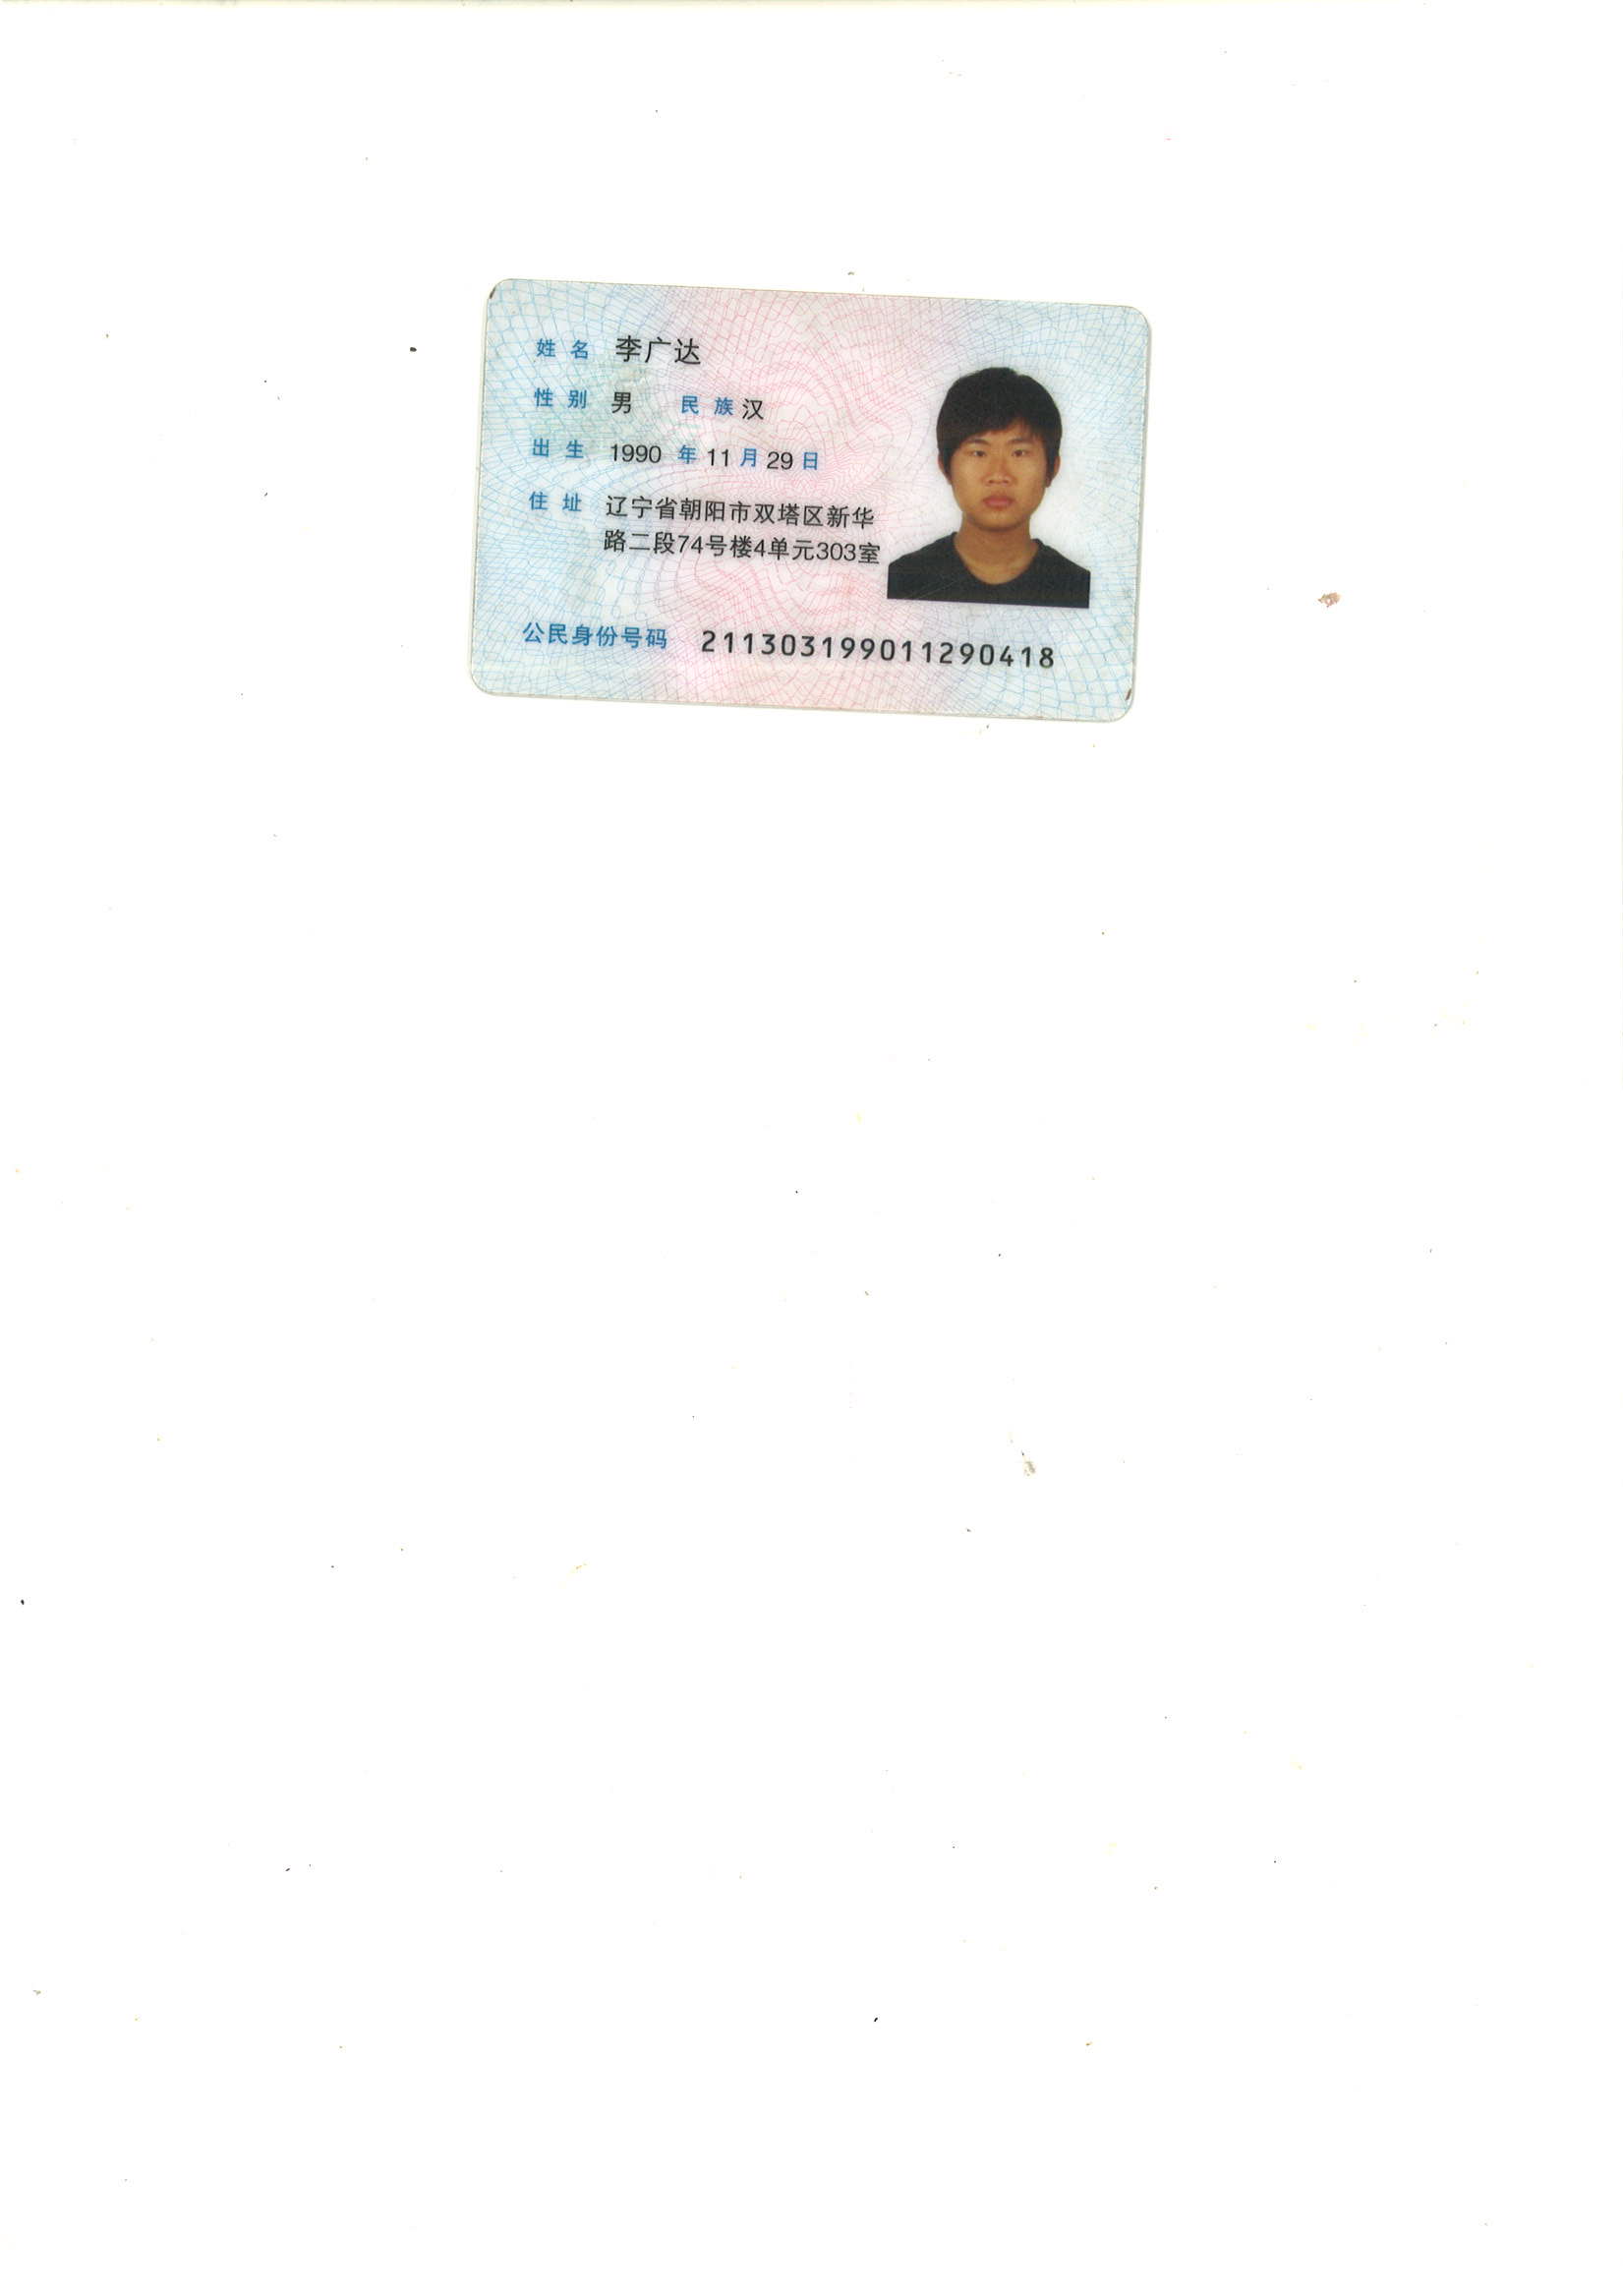 姓名 李广达
性别 男 民族 汉
出生 1990 年 11 月 29 日
住址 辽宁省朝阳市双塔区新华
路二段74号楼4单元303室
公民身份号码 211303199011290418